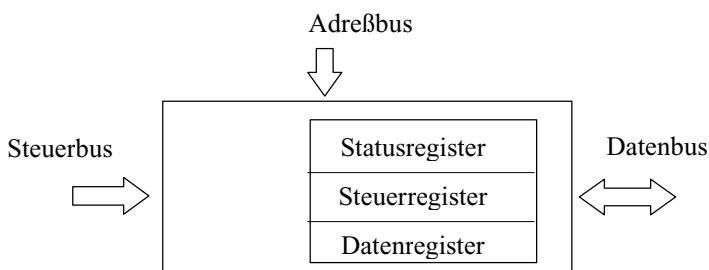 Adreßbus
Steuerbus
Statusregister
Datenbus
Steuerregister
Datenregister